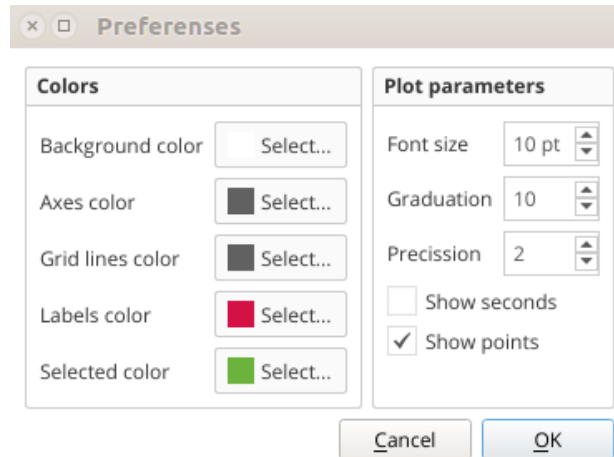 Preferenses
Colors
Background color Select...
Axes color Select...
Grid lines color Select...
Labels color Select...
Selected color Select...
Plot parameters
Font size 10 pt
Graduation 10
Precission 2
Show seconds
Show points
Cancel OK